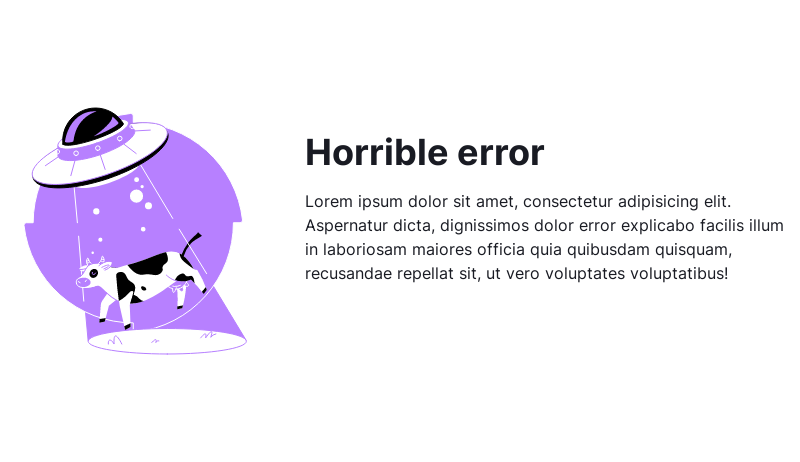 Horrible error
Lorem ipsum dolor sit amet, consectetur adipisicing elit.
Aspernatur dicta, dignissimos dolor error explicabo facilis illum
in laboriosam maiores officia quia quibusdam quisquam,
recusandae repellat sit, ut vero voluptates voluptatibus!